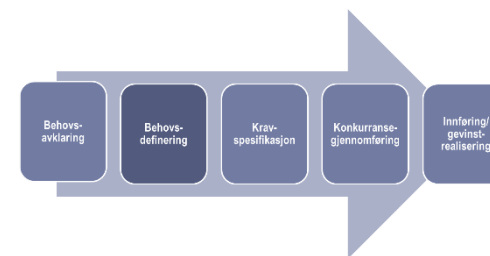 Behovs-
avklaring
Behovs-
definering
Krav-
spesifikasjon
Konkurranse-
gjennomføring
Innføring/
gevinst-
realisering